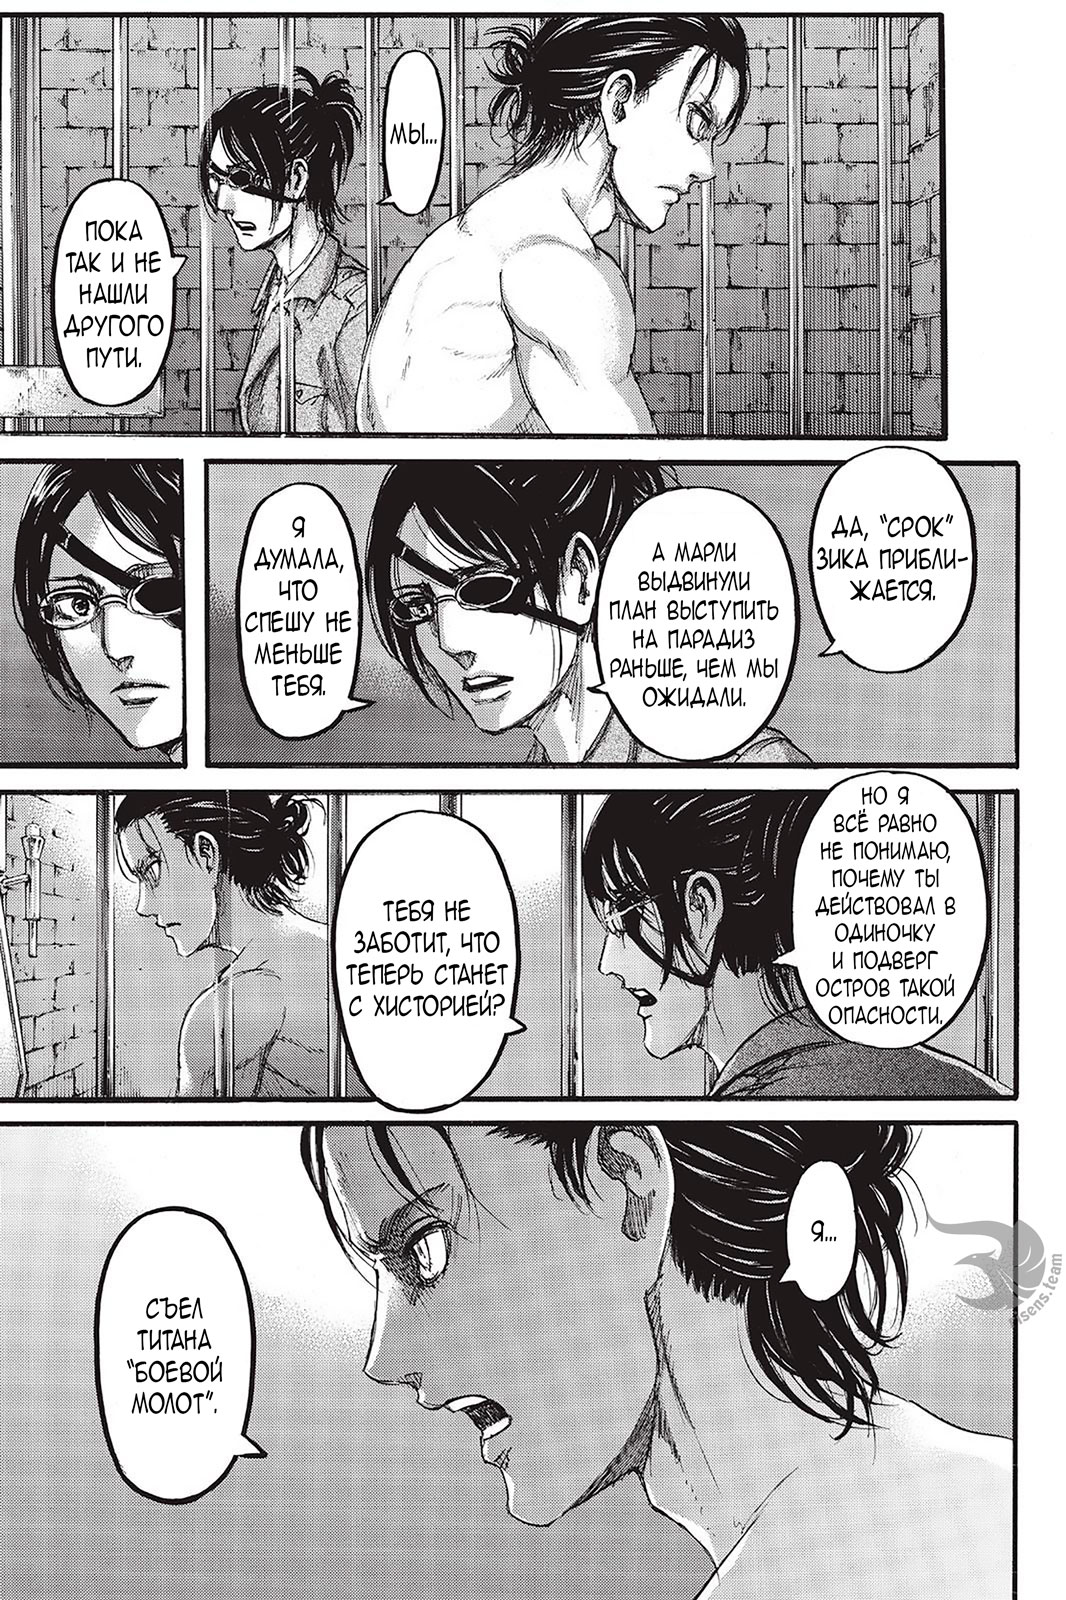 МЫ...
ПОКА
ТАК И НЕ
НАШЛИ
ДРУГОГО
ПУТИ.
ДА, "СРОК"
ЗИКА ПРИБЛИ-
ЖАЕТСЯ.
А МАРЛИ
ВЫДВИНУЛИ
ПЛАН ВЫСТУПИТЬ
НА ПАРАДИЗ
РАНЬШЕ, ЧЕМ МЫ
ОЖИДАЛИ.
Я
ДУМАЛА,
ЧТО
СПЕШУ НЕ
МЕНЬШЕ
ТЕБЯ.
НО Я
ВСЁ РАВНО
НЕ ПОНИМАЮ,
ПОЧЕМУ ТЫ
ДЕЙСТВОВАЛ В
ОДИНОЧКУ
И ПОДВЕРГ
ОСТРОВ ТАКОЙ
ОПАСНОСТИ.
ТЕБЯ НЕ
ЗАБОТИТ, ЧТО
ТЕПЕРЬ СТАНЕТ
С ХИСТОРИЕЙ?
Я...
СЪЕЛ
ТИТАНА
"БОЕВОЙ
МОЛОТ".